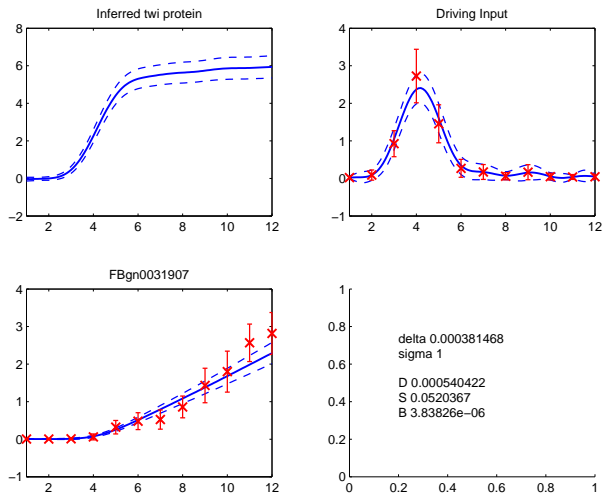 Inferred twi protein
8
6
4
2
0
−2
2 4 6 8 10 12
Driving Input
4
3
2
1
0
−1
2 4 6 8 10 12
FBgn0031907
4
3
2
1
0
−1
2 4 6 8 10 12
1
0.8
0.6
0.4
0.2
0
0 0.2 0.4 0.6 0.8 1
delta 0.000381468
sigma 1
D 0.000540422
S 0.0520367
B 3.83826e−06